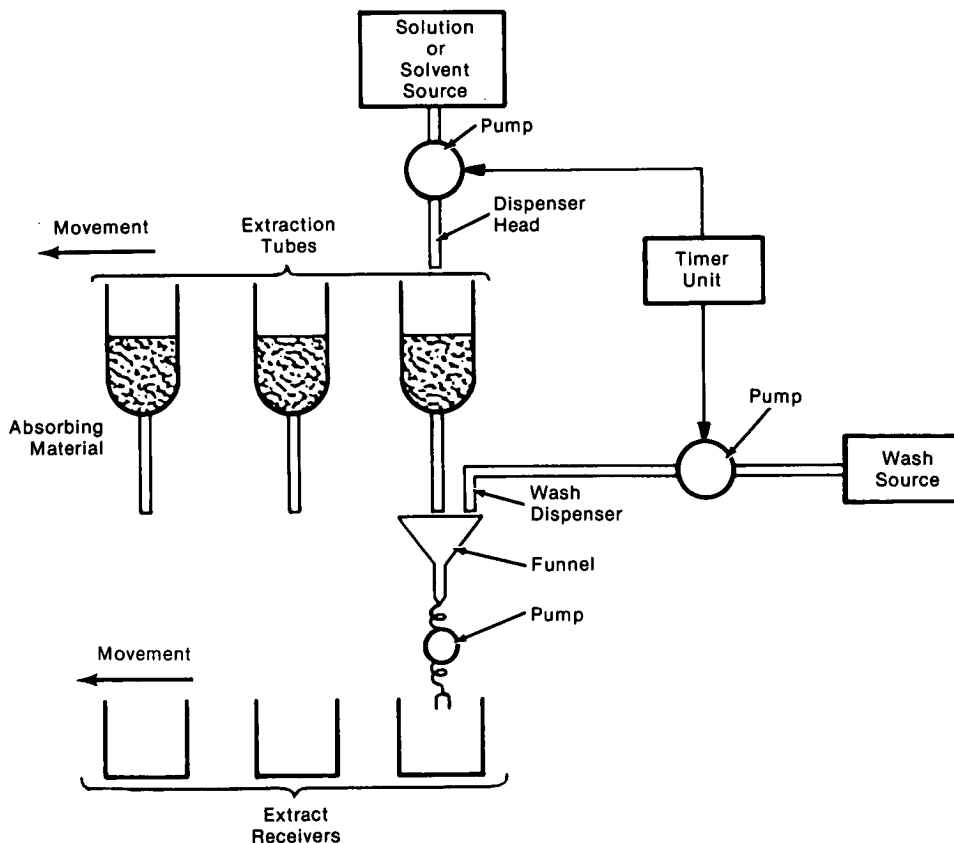 Solution
or
Solvent
Source
Pump
Dispenser
Head
Movement
Extraction
Tubes
Timer
Unit
Absorbing
Material
Pump
Wash
Source
Wash
Dispenser
Funnel
Pump
Movement
Extract
Receivers